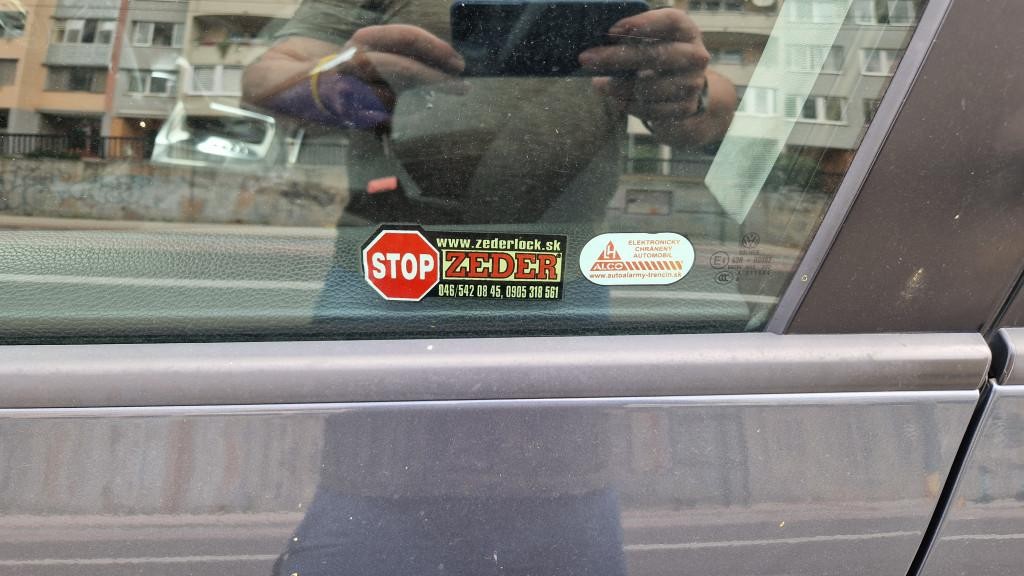 www.zederlock.sk
STOP
ZEDER
046/542 08 45, 0905 318 561
ELEKTRONICKY
CHRÁNENÝ
AUTOMOBIL
ALCO
www.autoalarmy-trencin.sk